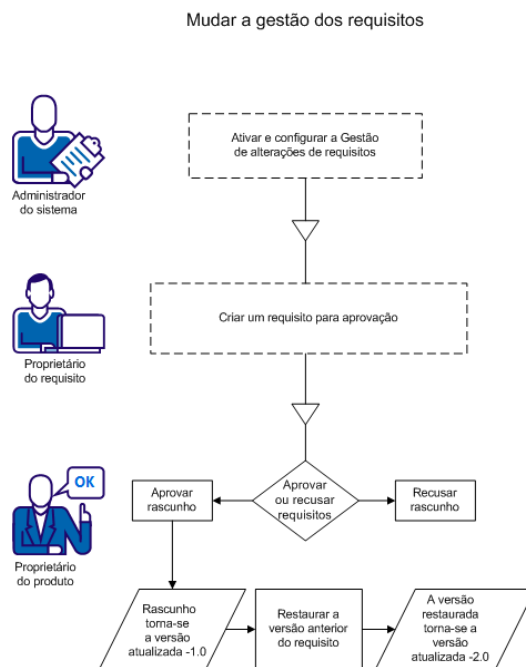 Mudar a gestão dos requisitos
Ativar e configurar a Gestão
de alterações de requisitos
Administrador
do sistema
Criar um requisito para aprovação
Proprietário
do requisito
OK
Aprovar
rascunho
Aprovar
ou recusar
requisitos
Recusar
rascunho
Proprietário
do produto
Rascunho
torna-se
a versão
atualizada -1.0
Restaurar a
versão anterior
do requisito
A versão
restaurada
torna-se a
versão
atualizada -2.0